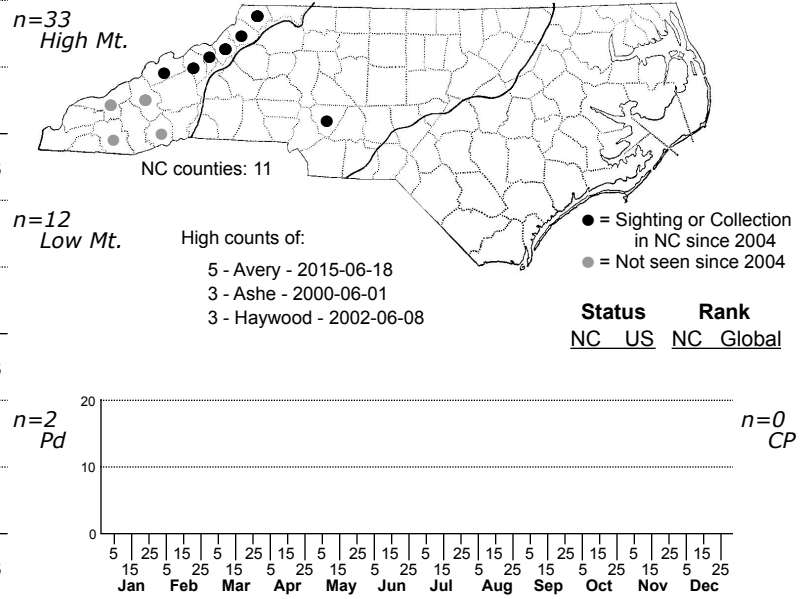 n=33
High Mt.
NC counties: 11
n=12
Low Mt.
High counts of:
5 - Avery - 2015-06-18
3 - Ashe - 2000-06-01
3 - Haywood - 2002-06-08
= Sighting or Collection
in NC since 2004
= Not seen since 2004
Status Rank
NC US NC Global
n=2
Pd
n=0
CP
20
10
0
5 25 15 5 25 15 5 25 15 5 25 15 5 25 15 5 25 15
15 5 25 15 5 25 15 5 25 15 5 25 15 5 25 15 5 25
Jan Feb Mar Apr May Jun Jul Aug Sep Oct Nov Dec